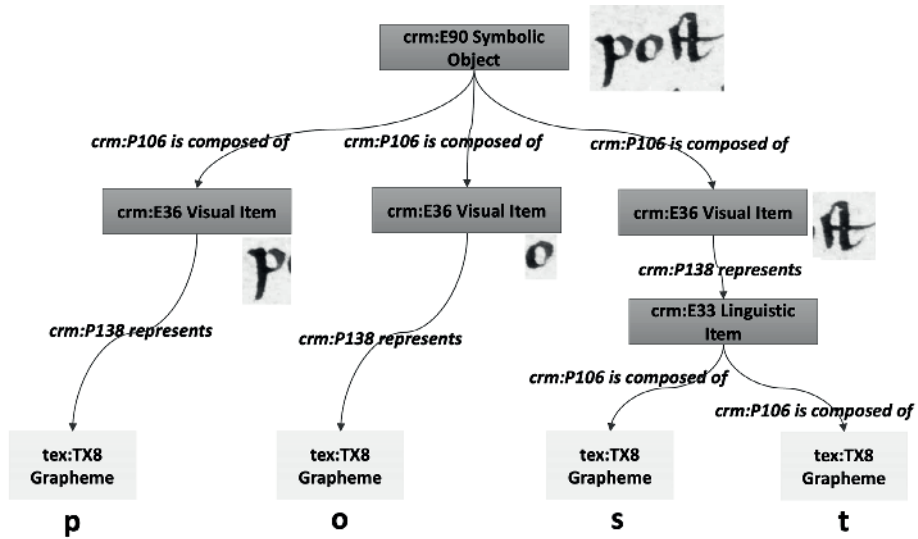 crm:E90 Symbolic
Object
poſt
crm:P106 is composed of
crm:P106 is composed of
crm:P106 is composed of
crm:E36 Visual Item
crm:E36 Visual Item
crm:E36 Visual Item
p
o
ſt
crm:P138 represents
crm:E33 Linguistic
Item
crm:P138 represents
crm:P138 represents
crm:P106 is composed of
crm:P106 is composed of
tex:TX8
Grapheme
tex:TX8
Grapheme
tex:TX8
Grapheme
tex:TX8
Grapheme
p
o
s
t